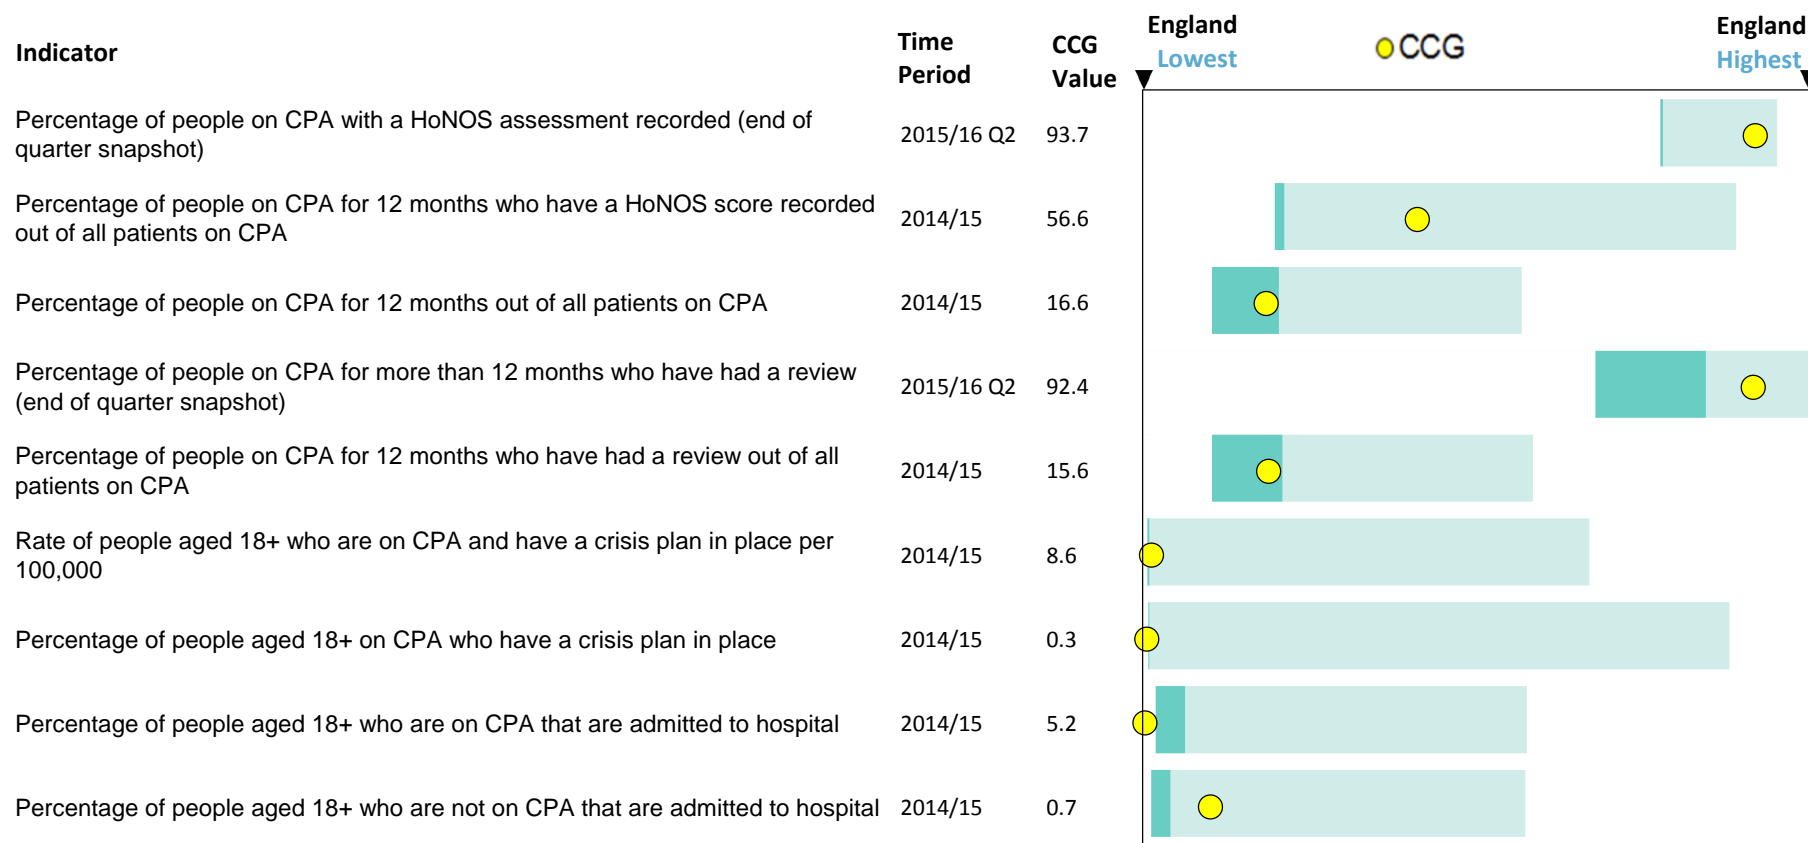 Indicator
Time Period
CCG Value
England Lowest
CCG
England Highest
Percentage of people on CPA with a HoNOS assessment recorded (end of
quarter snapshot)
2015/16 Q2
93.7
Percentage of people on CPA for 12 months who have a HoNOS score recorded
out of all patients on CPA
2014/15
56.6
Percentage of people on CPA for 12 months out of all patients on CPA
2014/15
16.6
Percentage of people on CPA for more than 12 months who have had a review
(end of quarter snapshot)
2015/16 Q2
92.4
Percentage of people on CPA for 12 months who have had a review out of all
patients on CPA
2014/15
15.6
Rate of people aged 18+ who are on CPA and have a crisis plan in place per
100,000
2014/15
8.6
Percentage of people aged 18+ on CPA who have a crisis plan in place
2014/15
0.3
Percentage of people aged 18+ who are on CPA that are admitted to hospital
2014/15
5.2
Percentage of people aged 18+ who are not on CPA that are admitted to hospital
2014/15
0.7